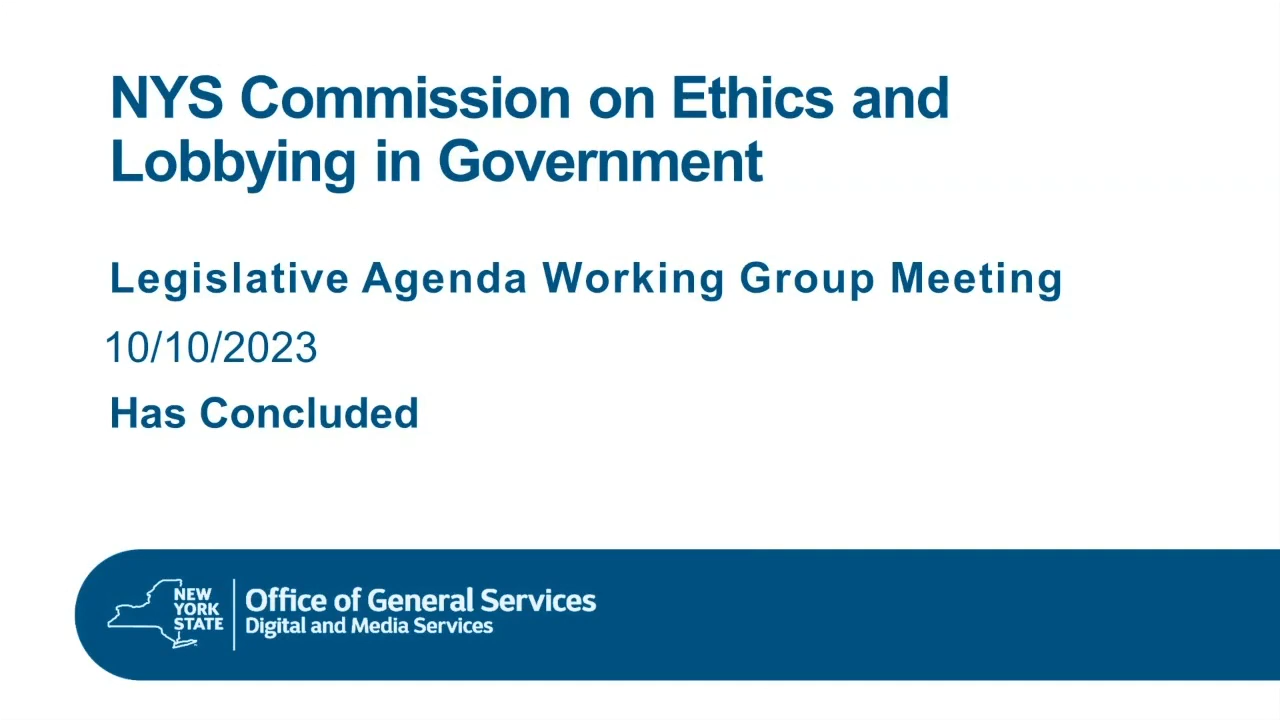 NYS Commission on Ethics and
Lobbying in Government
Legislative Agenda Working Group Meeting
10/10/2023
Has Concluded
NEW
YORK
STATE
Office of General Services
Digital and Media Services